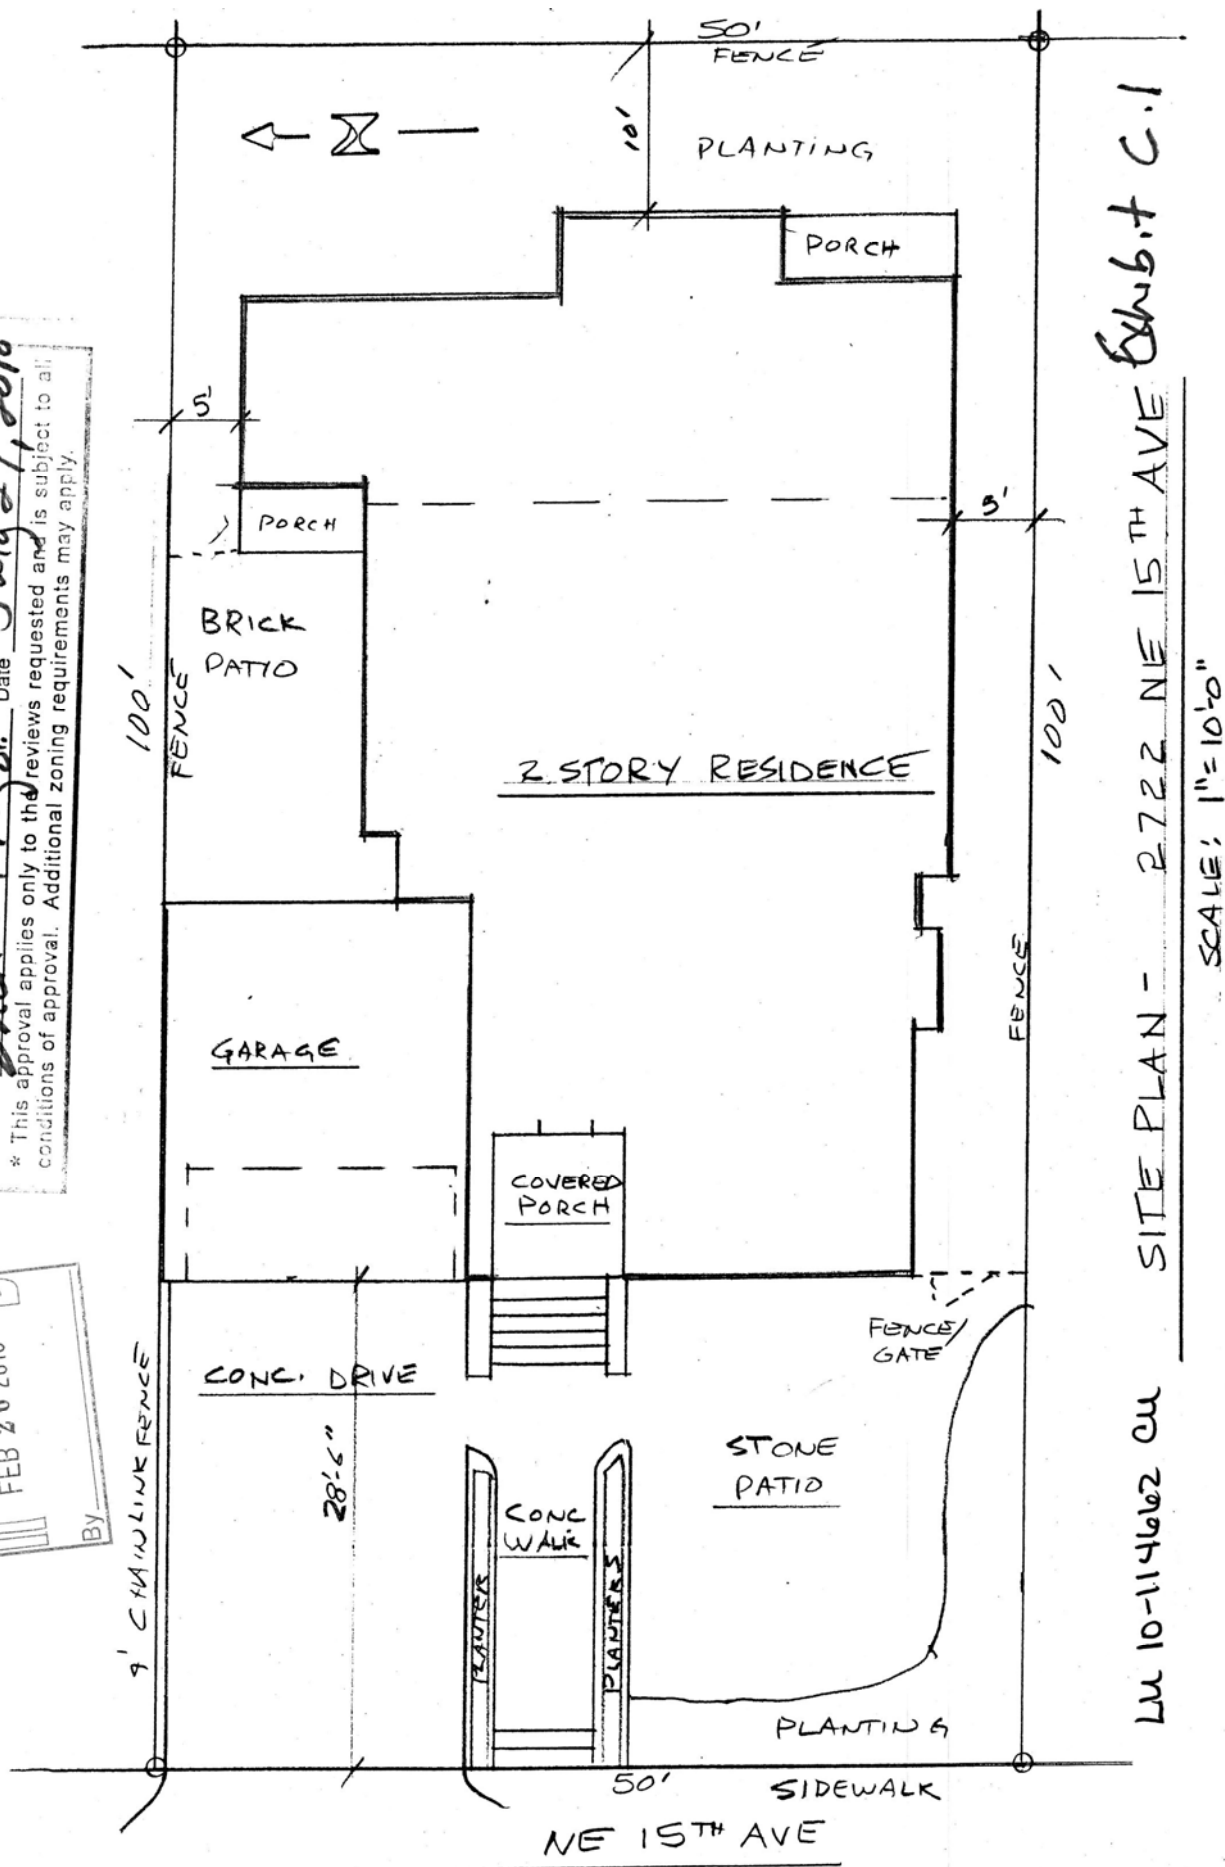 50'
FENCE
10'
PLANTING
PORCH
5'
PORCH
5'
BRICK
PATIO
100'
FENCE
100'
2 STORY RESIDENCE
FENCE
GARAGE
COVERED
PORCH
FENCE/
GATE
CONC. DRIVE
28'-6"
STONE
PATIO
CONC
WALK
PLANTER
PLANTERS
CHAINLINK FENCE
PLANTING
50'
SIDEWALK
NE 15TH AVE
SITE PLAN - 2722 NE 15TH AVE
SCALE: 1"=10'-0"
Exhibit C.1
LU 10-114662 CU
Date
* This approval applies only to the reviews requested and is subject to all
conditions of approval. Additional zoning requirements may apply.
FEB 26 2010
By